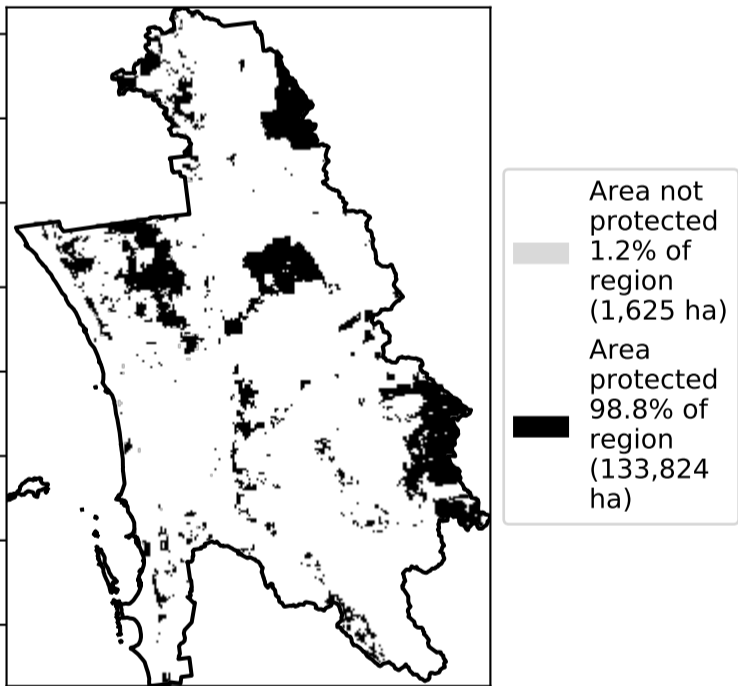 Area not
protected
1.2% of
region
(1,625 ha)
Area
protected
98.8% of
region
(133,824
ha)